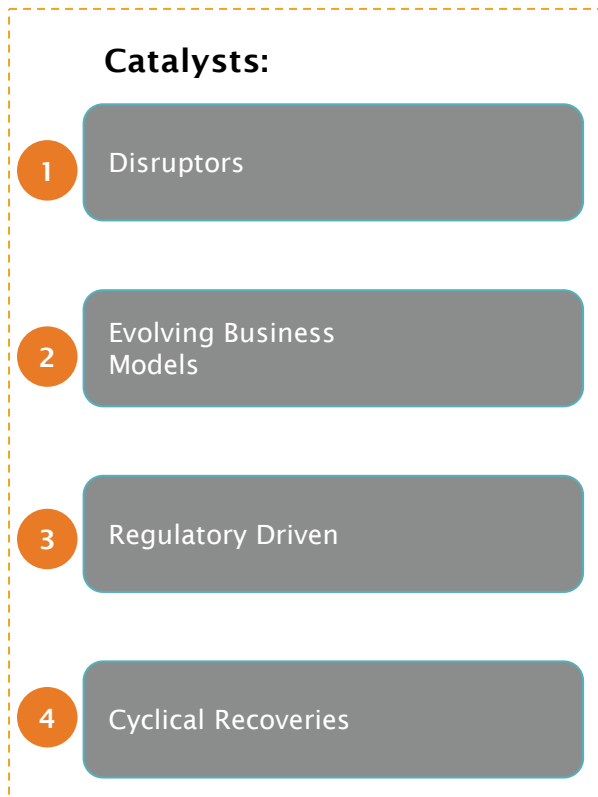 Catalysts:
1
Disruptors
2
Evolving Business
Models
3
Regulatory Driven
4
Cyclical Recoveries